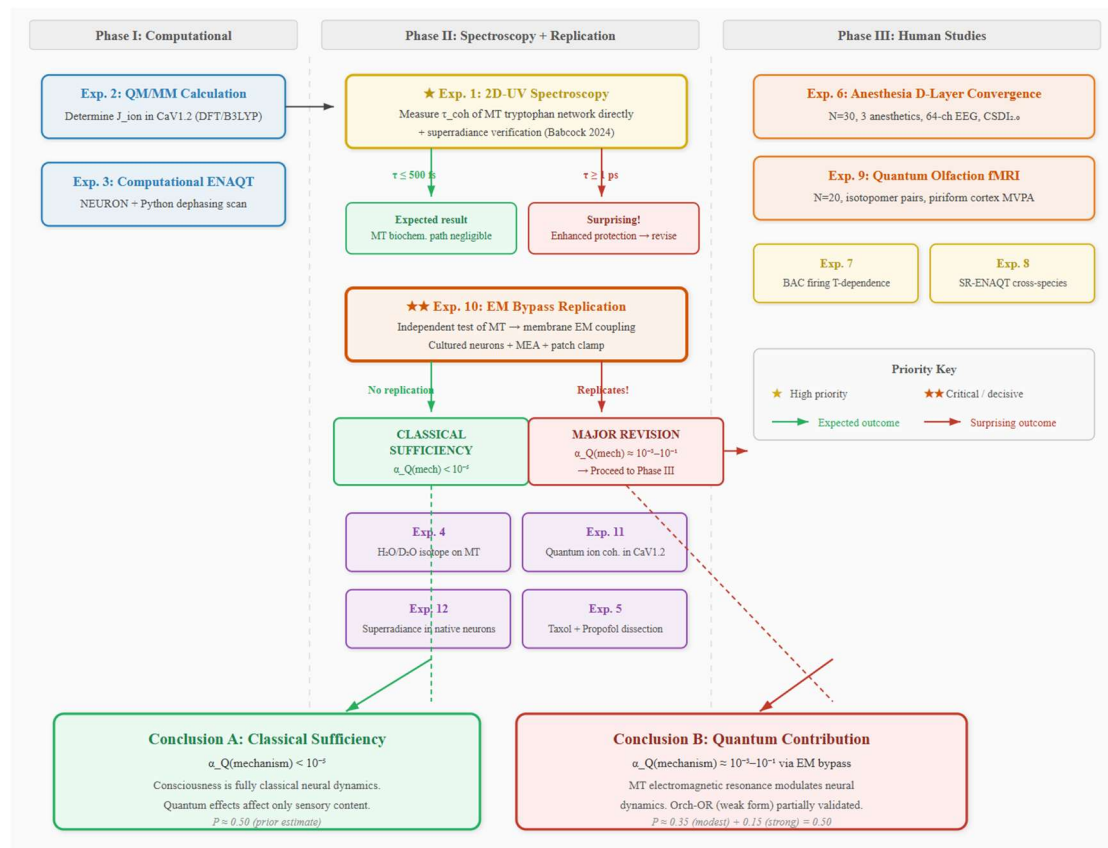 Phase I: Computational
Phase II: Spectroscopy + Replication
Phase III: Human Studies
Exp. 2: QM/MM Calculation
Determine J_ion in CaV1.2 (DFT/B3LYP)
Exp. 3: Computational ENAQT
NEURON + Python dephasing scan
★ Exp. 1: 2D-UV Spectroscopy
Measure τ_coh of MT tryptophan network directly
+ superradiance verification (Babcock 2024)
τ ≤ 500 fs
τ ≥ 1 ps
Expected result
MT biochem. path negligible
Surprising!
Enhanced protection → revise
★★ Exp. 10: EM Bypass Replication
Independent test of MT → membrane EM coupling
Cultured neurons + MEA + patch clamp
No replication
Replicates!
CLASSICAL
SUFFICIENCY
α_Q(mech) < 10⁻⁵
MAJOR REVISION
α_Q(mech) ≈ 10⁻³–10⁻¹
→ Proceed to Phase III
Exp. 4
H₂O/D₂O isotope on MT
Exp. 11
Quantum ion coh. in CaV1.2
Exp. 12
Superradiance in native neurons
Exp. 5
Taxol + Propofol dissection
Exp. 6: Anesthesia D-Layer Convergence
N=30, 3 anesthetics, 64-ch EEG, CSDI₂.₀
Exp. 9: Quantum Olfaction fMRI
N=20, isotopomer pairs, piriform cortex MVPA
Exp. 7
BAC firing T-dependence
Exp. 8
SR-ENAQT cross-species
Priority Key
★ High priority
★★ Critical / decisive
Expected outcome
Surprising outcome
Conclusion A: Classical Sufficiency
α_Q(mechanism) < 10⁻⁵
Consciousness is fully classical neural dynamics.
Quantum effects affect only sensory content.
P ≈ 0.50 (prior estimate)
Conclusion B: Quantum Contribution
α_Q(mechanism) ≈ 10⁻³–10⁻¹ via EM bypass
MT electromagnetic resonance modulates neural
dynamics. Orch-OR (weak form) partially validated.
P ≈ 0.35 (modest) + 0.15 (strong) = 0.50